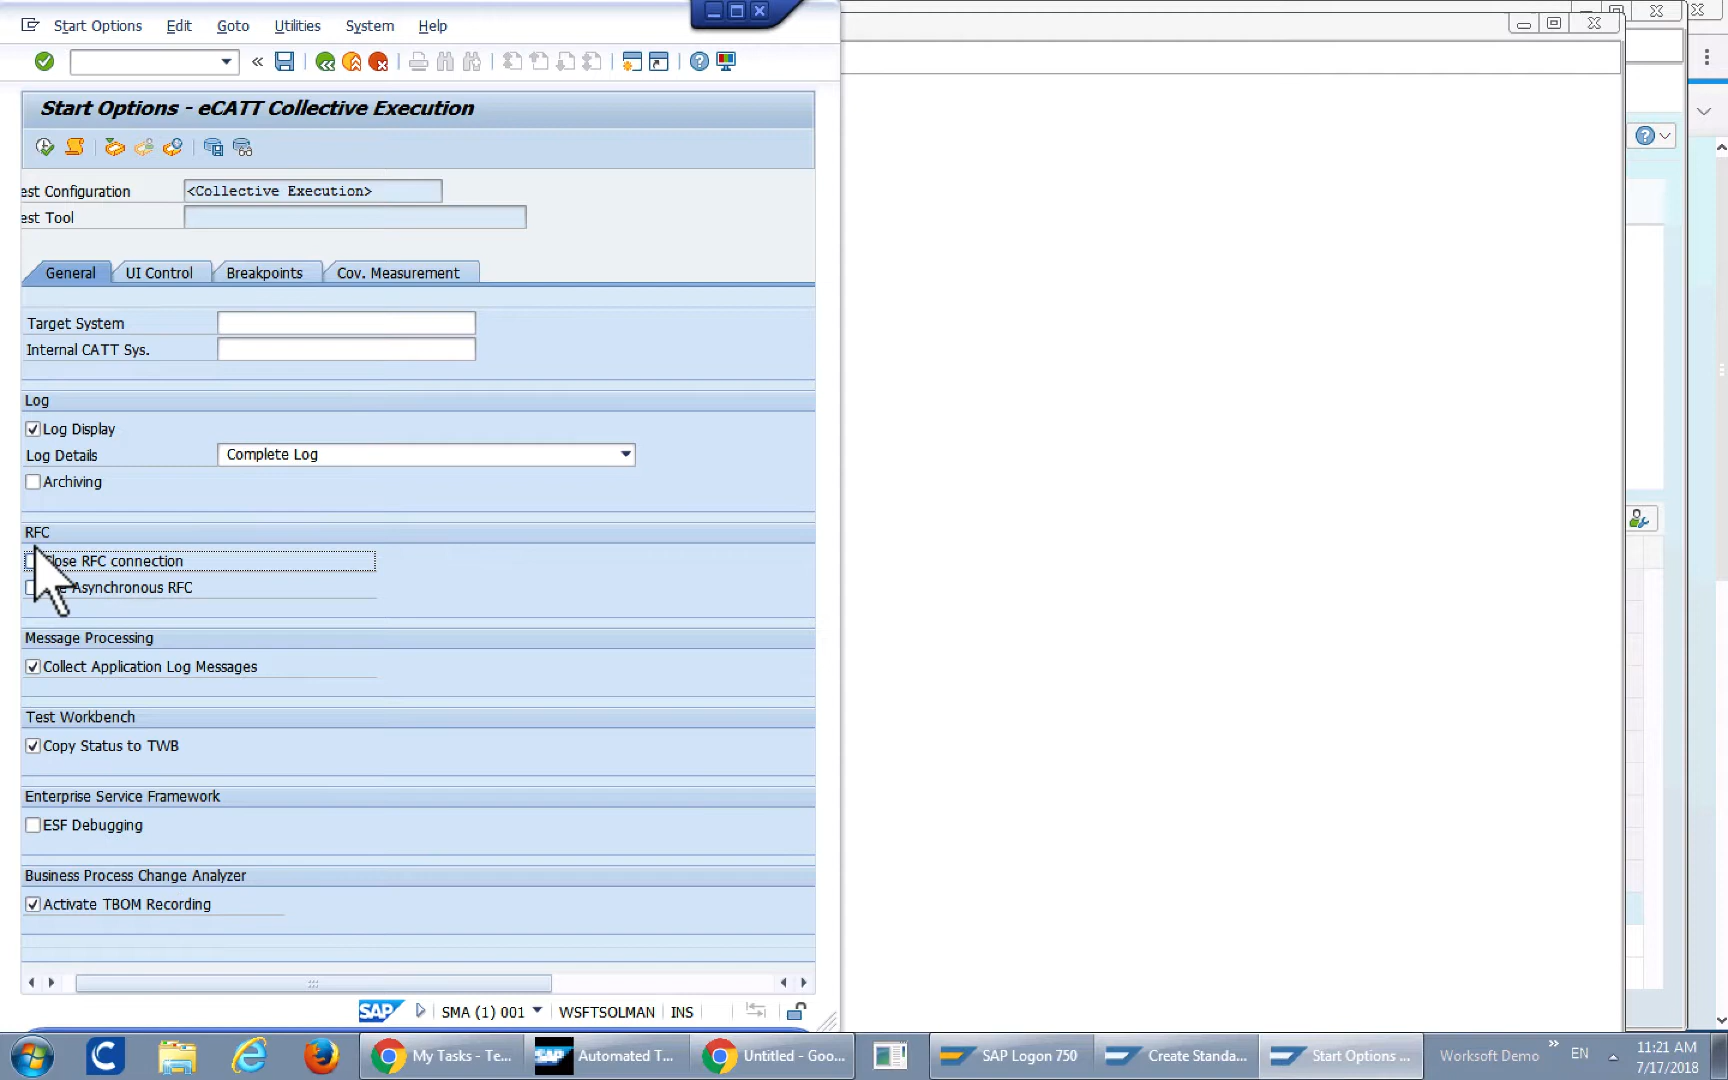 Start Options Edit Goto Utilities System Help
Start Options - eCATT Collective Execution
est Configuration <Collective Execution>
est Tool
General UI Control Breakpoints Cov. Measurement
Target System
Internal CATT Sys.
Log
Log Display
Log Details Complete Log
Archiving
RFC
lose RFC connection
Asynchronous RFC
Message Processing
Collect Application Log Messages
Test Workbench
Copy Status to TWB
Enterprise Service Framework
ESF Debugging
Business Process Change Analyzer
Activate TBOM Recording
SAP SMA (1) 001 WSFTSOLMAN INS
My Tasks - Te... SAP Automated T... Untitled - Goo... SAP Logon 750 Create Standa... Start Options ... Worksoft Demo EN 11:21 AM
7/17/2018